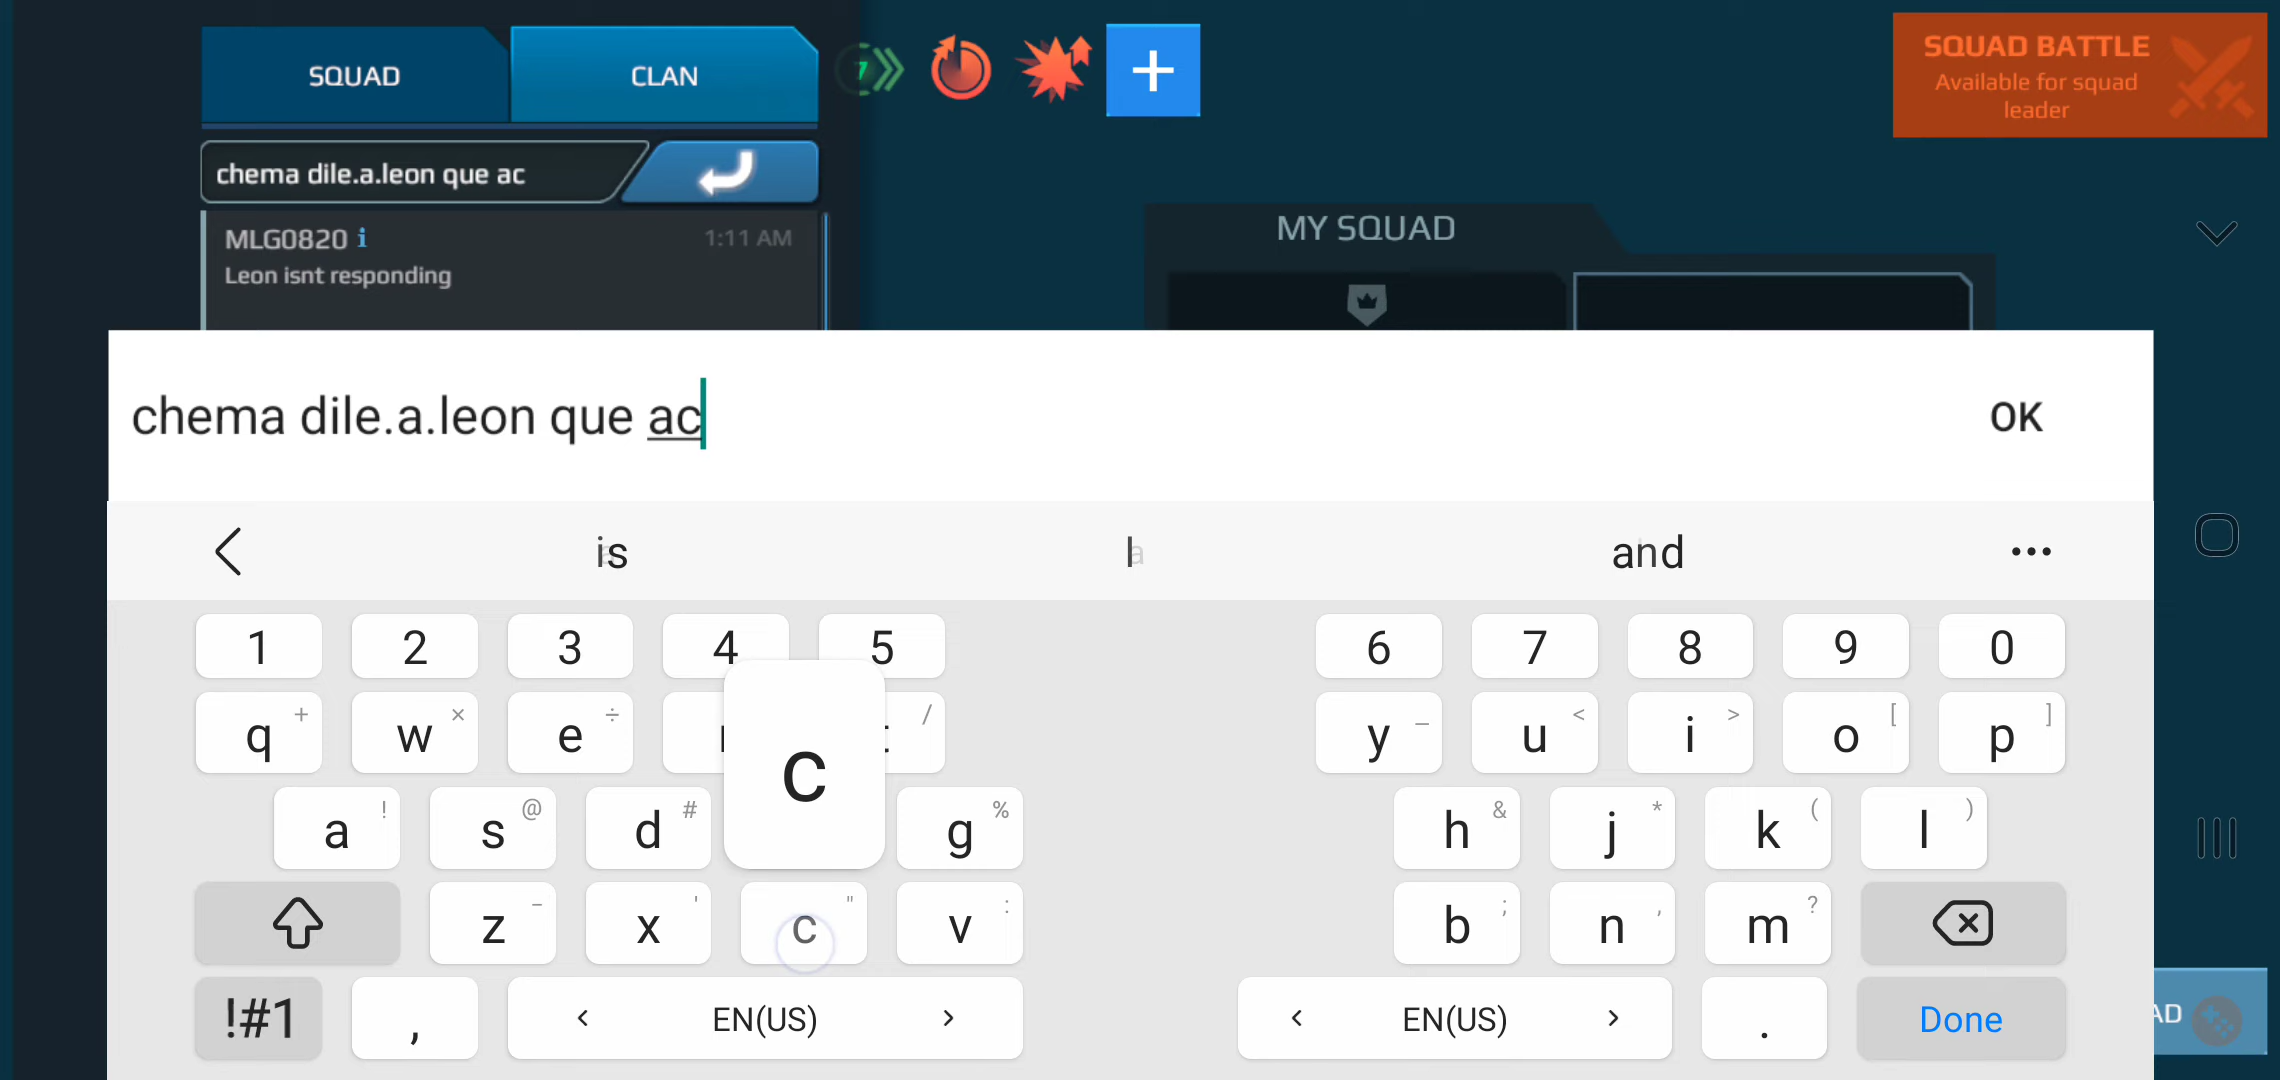 SQUAD
CLAN
7
SQUAD BATTLE
Available for squad
leader
chema dile.a.leon que ac
MLG0820 i
1:11 AM
Leon isnt responding
MY SQUAD
chema dile.a.leon que ac
OK
is
and
1 2 3 4 5 6 7 8 9 0
q + w × e ÷ / y _ u < i > o [ p ]
c
a ! s @ d # g % h & j * k ( l )
z - x ' c " v : b ; n , m ?
!#1 , < EN(US) > < EN(US) > . Done
AD